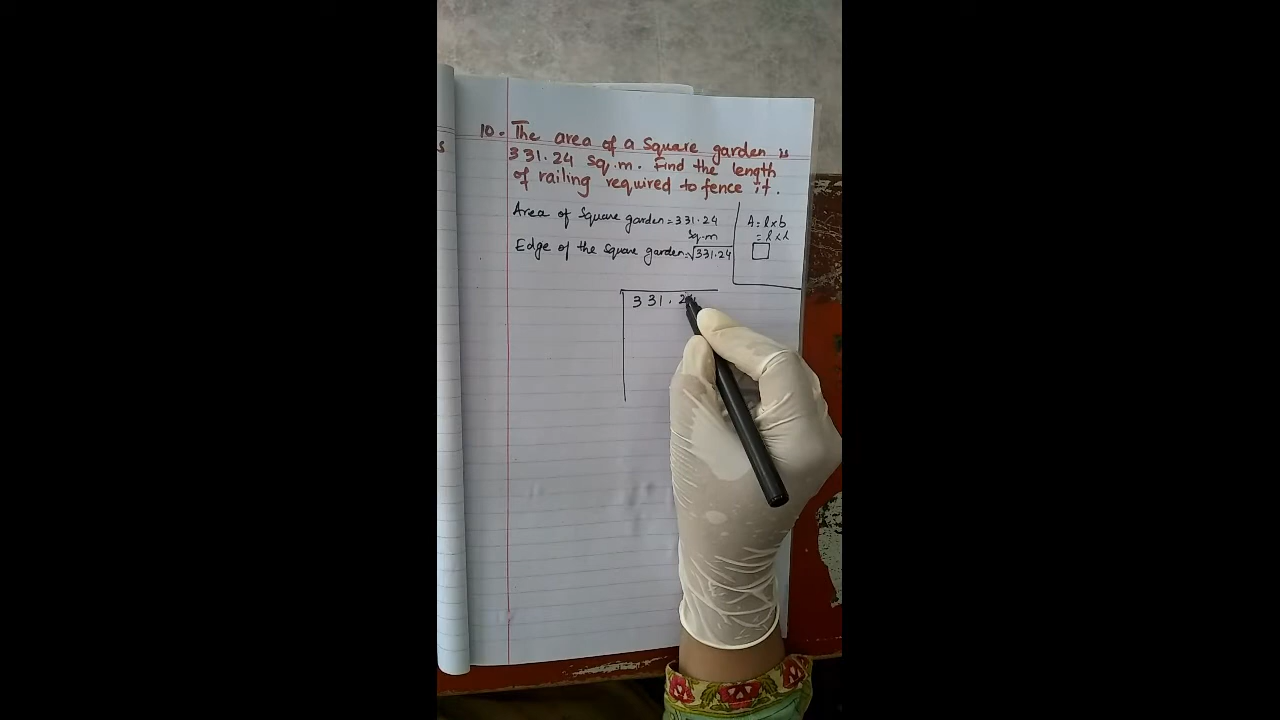 10. The area of a square garden is
331.24 sq.m. Find the length
of railing required to fence it.
Area of square garden = 331.24
sq.m
Edge of the square garden = √331.24
A = l x b
= l x l
331.24
s